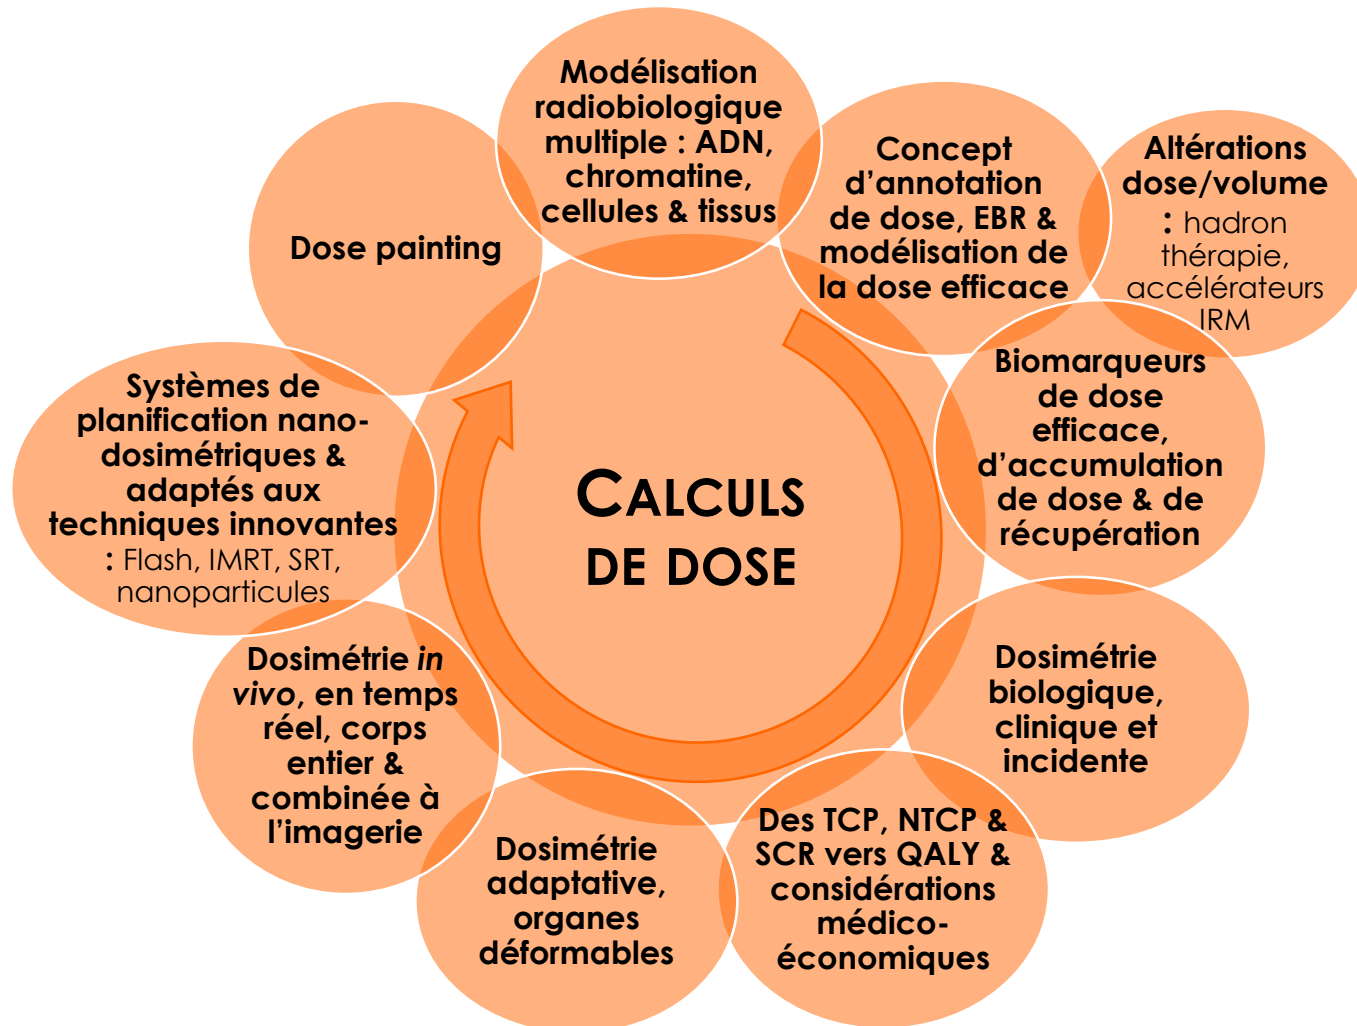 Modélisation
radiobiologique
multiple : ADN,
chromatine,
cellules & tissus
Concept
d’annotation
de dose, EBR &
modélisation de
la dose efficace
Altérations
dose/volume
: hadron
thérapie,
accélérateurs
IRM
Biomarqueurs
de dose
efficace,
d’accumulation
de dose & de
récupération
Dosimétrie
biologique,
clinique et
incidente
Des TCP, NTCP &
SCR vers QALY &
considérations
médico-
économiques
Dosimétrie
adaptative,
organes
déformables
Dosimétrie in
vivo, en temps
réel, corps
entier &
combinée à
l’imagerie
Systèmes de
planification nano-
dosimétriques &
adaptés aux
techniques innovantes
: Flash, IMRT, SRT,
nanoparticules
Dose painting
CALCULS
DE DOSE